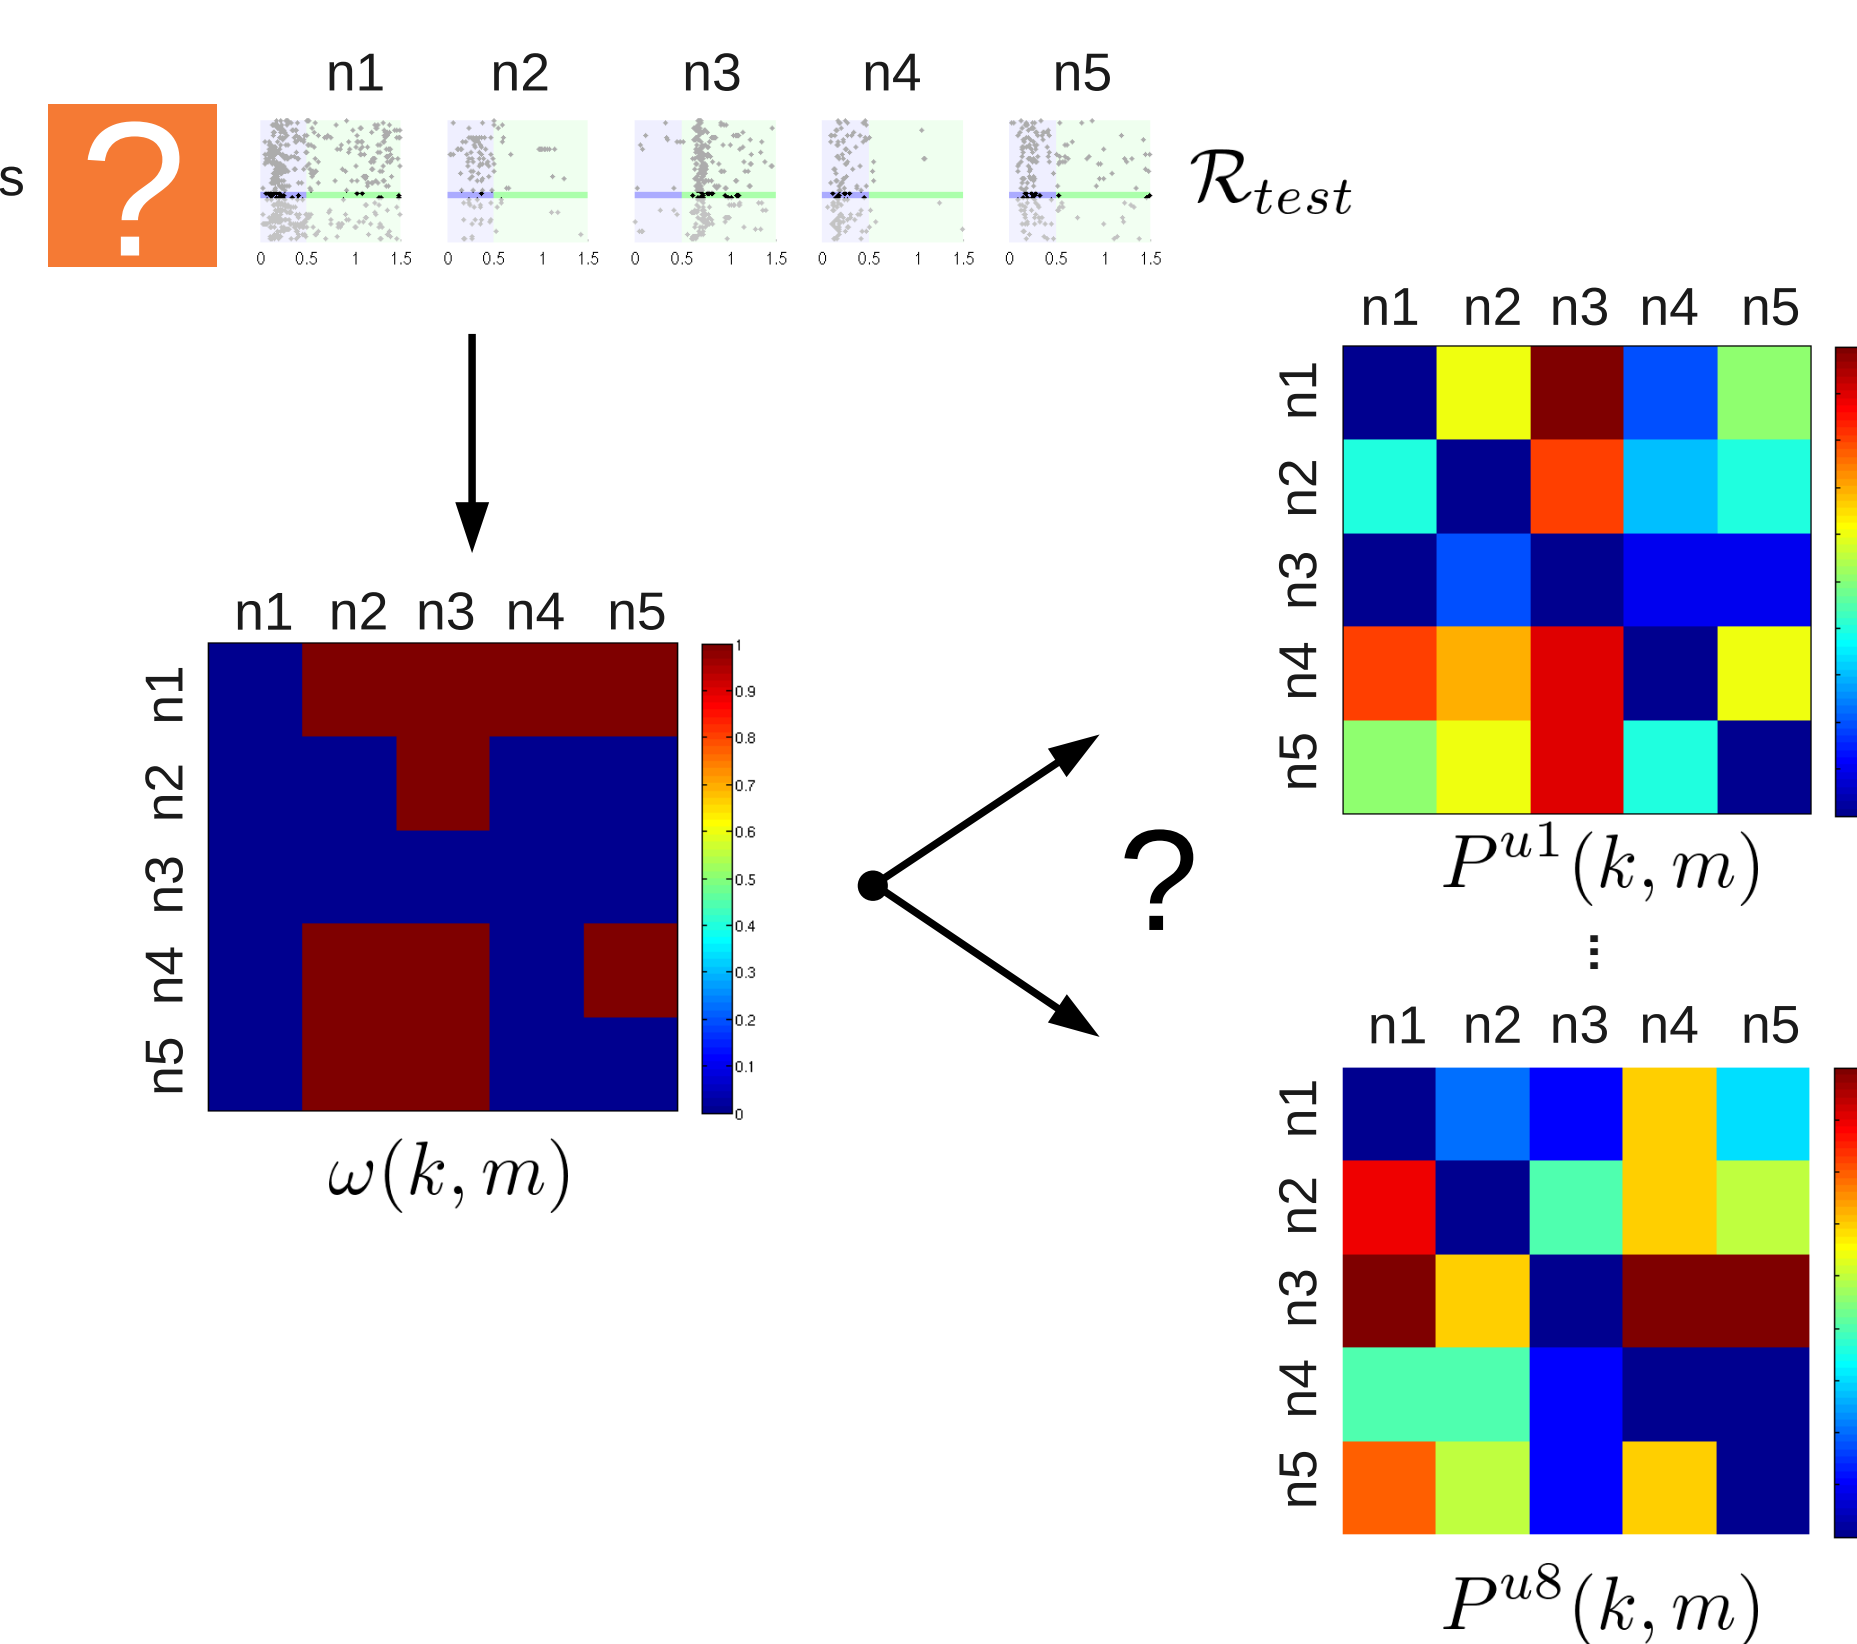 n1 n2 n3 n4 n5
s ? R_{test}
0 0.5 1 1.5 0 0.5 1 1.5 0 0.5 1 1.5 0 0.5 1 1.5 0 0.5 1 1.5
n1 n2 n3 n4 n5
n1
n2
n3
n4
n5
P^{u1}(k, m)
n1 n2 n3 n4 n5
n1
n2
n3
n4
n5
1
0.9
0.8
0.7
0.6
0.5
0.4
0.3
0.2
0.1
0
ω(k, m)
?
...
n1 n2 n3 n4 n5
n1
n2
n3
n4
n5
P^{u8}(k, m)